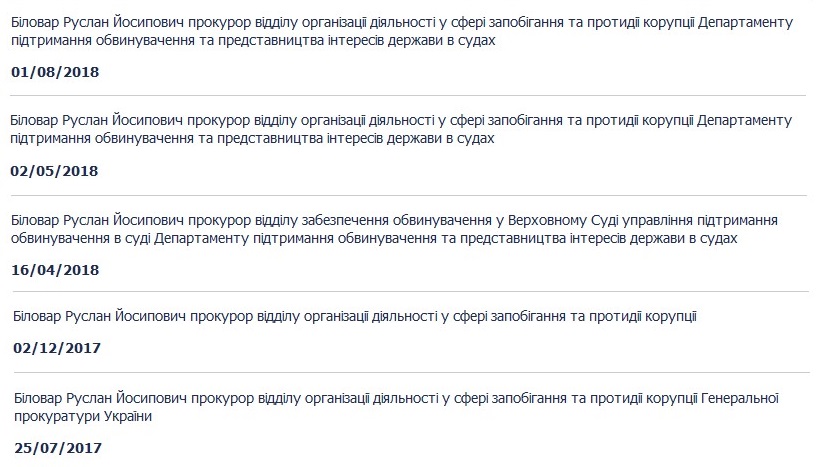 Біловар Руслан Йосипович прокурор відділу організації діяльності у сфері запобігання та протидії корупції Департаменту
підтримання обвинувачення та представництва інтересів держави в судах
01/08/2018
Біловар Руслан Йосипович прокурор відділу організації діяльності у сфері запобігання та протидії корупції Департаменту
підтримання обвинувачення та представництва інтересів держави в судах
02/05/2018
Біловар Руслан Йосипович прокурор відділу забезпечення обвинувачення у Верховному Суді управління підтримання
обвинувачення в суді Департаменту підтримання обвинувачення та представництва інтересів держави в судах
16/04/2018
Біловар Руслан Йосипович прокурор відділу організації діяльності у сфері запобігання та протидії корупції
02/12/2017
Біловар Руслан Йосипович прокурор відділу організації діяльності у сфері запобігання та протидії корупції Генеральної
прокуратури України
25/07/2017